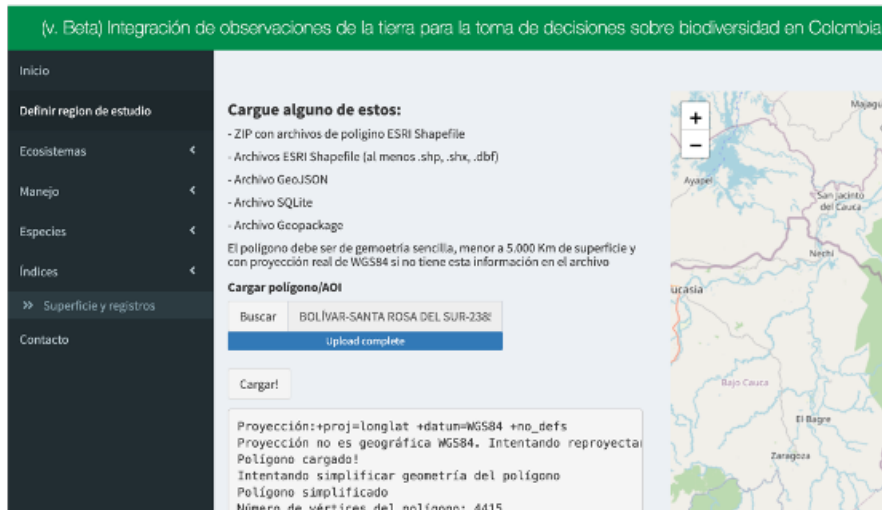 (v. Beta) Integración de observaciones de la tierra para la toma de decisiones sobre biodiversidad en Colombia
Inicio
Definir region de estudio
Ecosistemas
Manejo
Especies
Índices
Superficie y registros
Contacto
Cargue alguno de estos:
- ZIP con archivos de poligino ESRI Shapefile
- Archivos ESRI Shapefile (al menos .shp, .shx, .dbf)
- Archivo GeoJSON
- Archivo SQLite
- Archivo Geopackage
El polígono debe ser de gemoetría sencilla, menor a 5.000 Km de superficie y
con proyección real de WGS84 si no tiene esta información en el archivo
Cargar polígono/AOI
Buscar BOLÍVAR-SANTA ROSA DEL SUR-238
Upload complete
Cargar!
Proyección:+proj=longlat +datum=WGS84 +no_defs
Proyección no es geográfica WGS84. Intentando reproyectar
Polígono cargado!
Intentando simplificar geometría del polígono
Polígono simplificado
Número de vértices del polígono: 4415
+
−
Majagu
Ayapel
San Jacinto
del Cauca
Nechí
ucasia
Bajo Cauca
El Bagre
Zaragoza